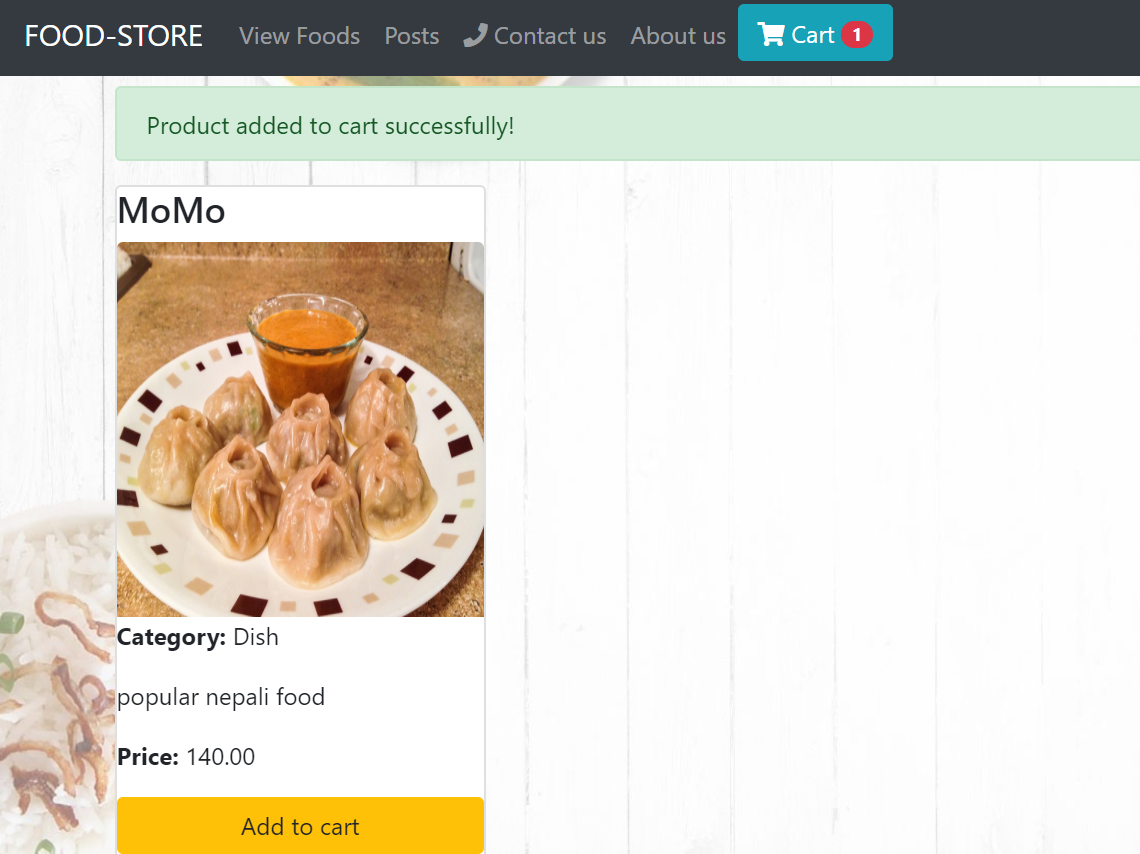 FOOD-STORE View Foods Posts Contact us About us Cart 1
Product added to cart successfully!
MoMo
Category: Dish
popular nepali food
Price: 140.00
Add to cart